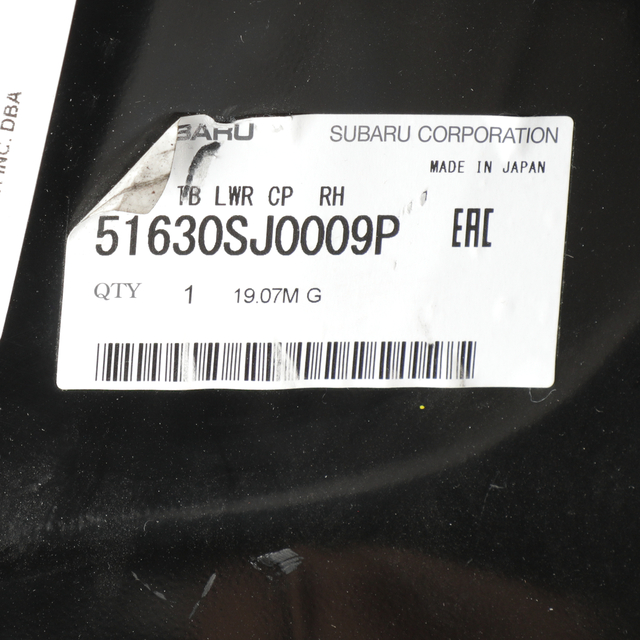 BARU SUBARU CORPORATION
MADE IN JAPAN
TB LWR CP RH
51630SJ0009P EAC
QTY 1 19.07M G
INC. DBA